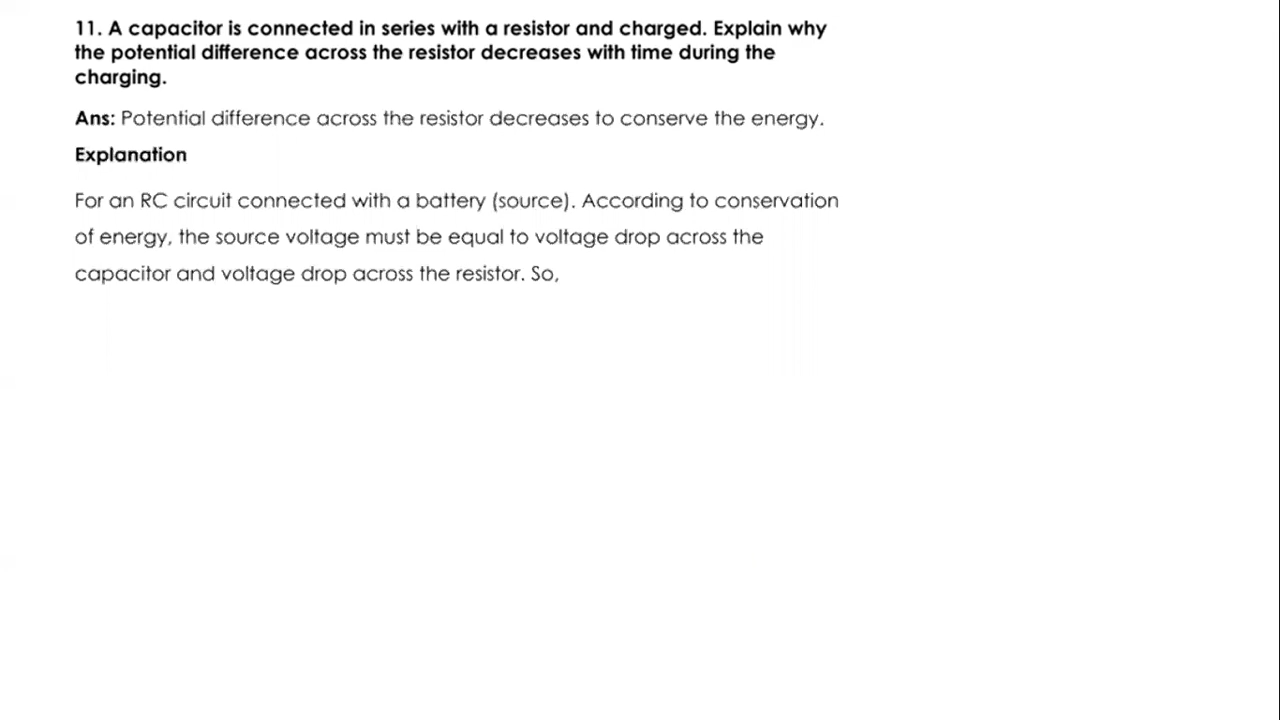 11. A capacitor is connected in series with a resistor and charged. Explain why
the potential difference across the resistor decreases with time during the
charging.
Ans: Potential difference across the resistor decreases to conserve the energy.
Explanation
For an RC circuit connected with a battery (source). According to conservation
of energy, the source voltage must be equal to voltage drop across the
capacitor and voltage drop across the resistor. So,